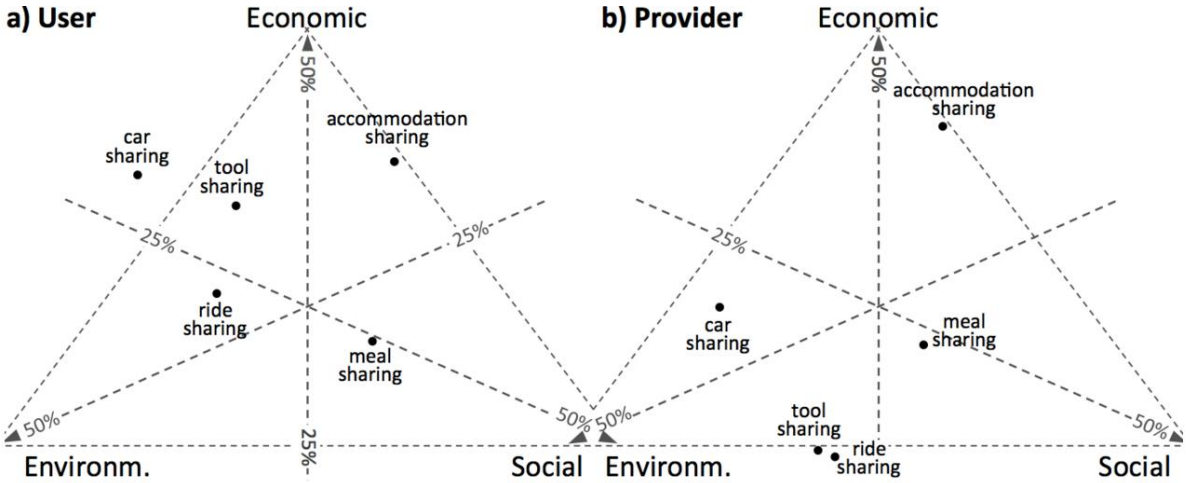 a) User
Economic
50%
car
sharing
tool
sharing
accommodation
sharing
25%
25%
ride
sharing
meal
sharing
50%
50%
25%
Environm.
Social
b) Provider
Economic
50%
accommodation
sharing
25%
car
sharing
meal
sharing
50%
50%
tool
sharing
ride
sharing
Environm.
Social